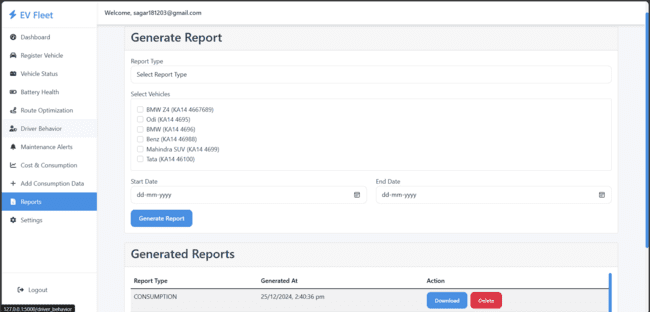 EV Fleet
Welcome, sagar181203@gmail.com
Dashboard
Register Vehicle
Vehicle Status
Battery Health
Route Optimization
Driver Behavior
Maintenance Alerts
Cost & Consumption
Add Consumption Data
Reports
Settings
Logout
127.0.0.1:5000/driver_behavior
Generate Report
Report Type
Select Report Type
Select Vehicles
BMW Z4 (KA14 4667689)
Odi (KA14 4695)
BMW (KA14 4696)
Benz (KA14 46988)
Mahindra SUV (KA14 4699)
Tata (KA14 46100)
Start Date End Date
dd-mm-yyyy dd-mm-yyyy
Generate Report
Generated Reports
Report Type Generated At Action
CONSUMPTION 25/12/2024, 2:40:36 pm Download Delete